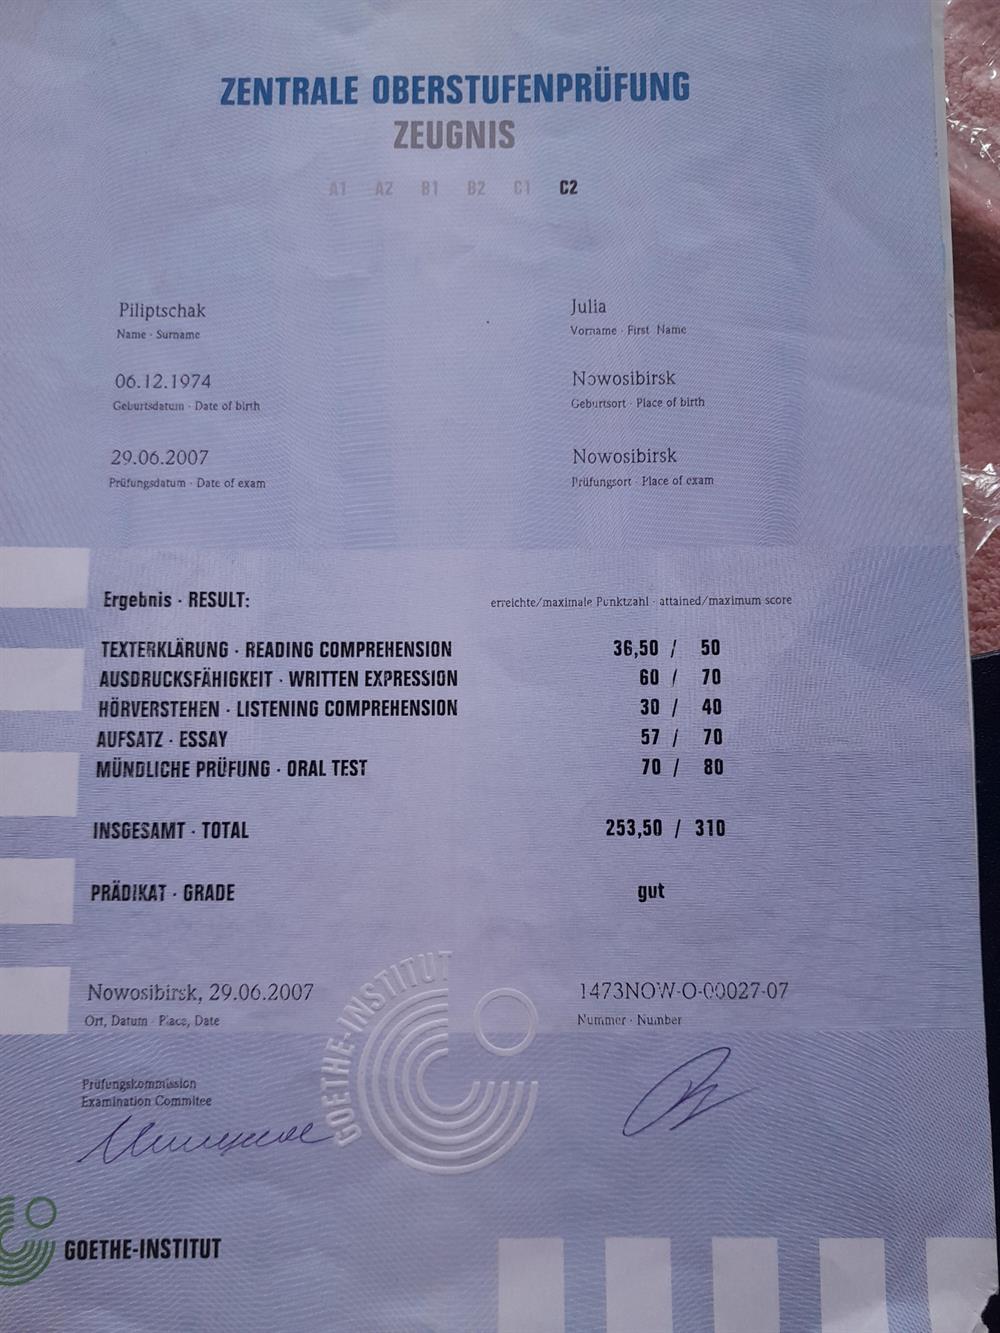 ZENTRALE OBERSTUFENPRÜFUNG
ZEUGNIS
A1 A2 B1 B2 C1 C2
Piliptschak Julia
Name · Surname Vorname · First Name
06.12.1974 Nowosibirsk
Geburtsdatum · Date of birth Geburtsort · Place of birth
29.06.2007 Nowosibirsk
Prüfungsdatum · Date of exam Prüfungsort · Place of exam
Ergebnis · RESULT: erreichte/maximale Punktzahl · attained/maximum score
TEXTERKLÄRUNG · READING COMPREHENSION 36,50 / 50
AUSDRUCKSFÄHIGKEIT · WRITTEN EXPRESSION 60 / 70
HÖRVERSTEHEN · LISTENING COMPREHENSION 30 / 40
AUFSATZ · ESSAY 57 / 70
MÜNDLICHE PRÜFUNG · ORAL TEST 70 / 80
INSGESAMT · TOTAL 253,50 / 310
PRÄDIKAT · GRADE gut
Nowosibirsk, 29.06.2007 1473NOW-O-00027-07
Ort, Datum · Place, Date Nummer · Number
GOETHE-INSTITUT
Prüfungskommission
Examination Commitee
GOETHE-INSTITUT